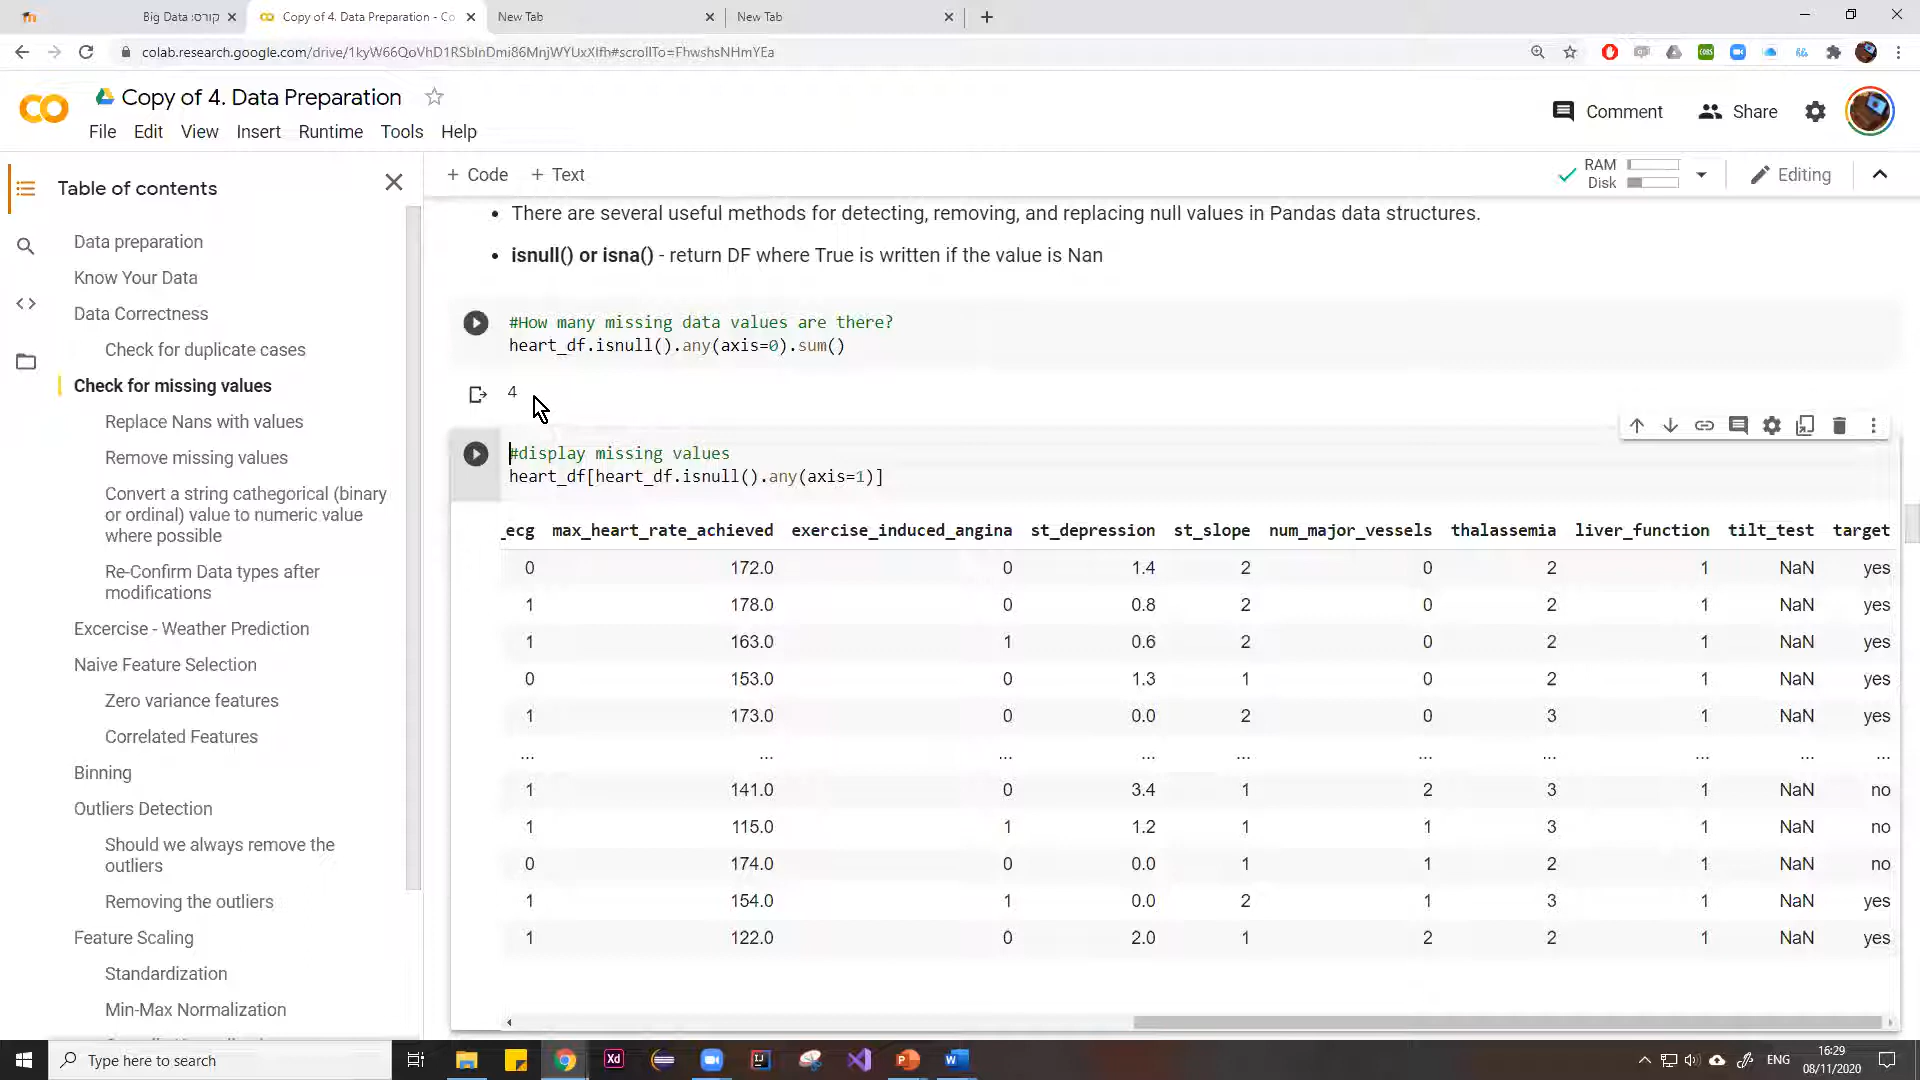 קורס: Big Data
Copy of 4. Data Preparation - Co
New Tab
New Tab
colab.research.google.com/drive/1kyW66QoVhD1RSbInDmi86MnjWYUxXIfh#scrollTo=FhwshsNHmYEa
Copy of 4. Data Preparation
Comment
Share
File Edit View Insert Runtime Tools Help
Table of contents
+ Code + Text
RAM
Disk
Editing
Data preparation
Know Your Data
Data Correctness
Check for duplicate cases
Check for missing values
Replace Nans with values
Remove missing values
Convert a string cathegorical (binary
or ordinal) value to numeric value
where possible
Re-Confirm Data types after
modifications
Excercise - Weather Prediction
Naive Feature Selection
Zero variance features
Correlated Features
Binning
Outliers Detection
Should we always remove the
outliers
Removing the outliers
Feature Scaling
Standardization
Min-Max Normalization
• There are several useful methods for detecting, removing, and replacing null values in Pandas data structures.
• isnull() or isna() - return DF where True is written if the value is Nan
#How many missing data values are there?
heart_df.isnull().any(axis=0).sum()
4
#display missing values
heart_df[heart_df.isnull().any(axis=1)]
_ecg max_heart_rate_achieved exercise_induced_angina st_depression st_slope num_major_vessels thalassemia liver_function tilt_test target
0 172.0 0 1.4 2 0 2 1 NaN yes
1 178.0 0 0.8 2 0 2 1 NaN yes
1 163.0 1 0.6 2 0 2 1 NaN yes
0 153.0 0 1.3 1 0 2 1 NaN yes
1 173.0 0 0.0 2 0 3 1 NaN yes
... ... ... ... ... ... ... ... ... ...
1 141.0 0 3.4 1 2 3 1 NaN no
1 115.0 1 1.2 1 1 3 1 NaN no
0 174.0 0 0.0 1 1 2 1 NaN no
1 154.0 1 0.0 2 1 3 1 NaN yes
1 122.0 0 2.0 1 2 2 1 NaN yes
Type here to search
Xd
ENG
16:29
08/11/2020